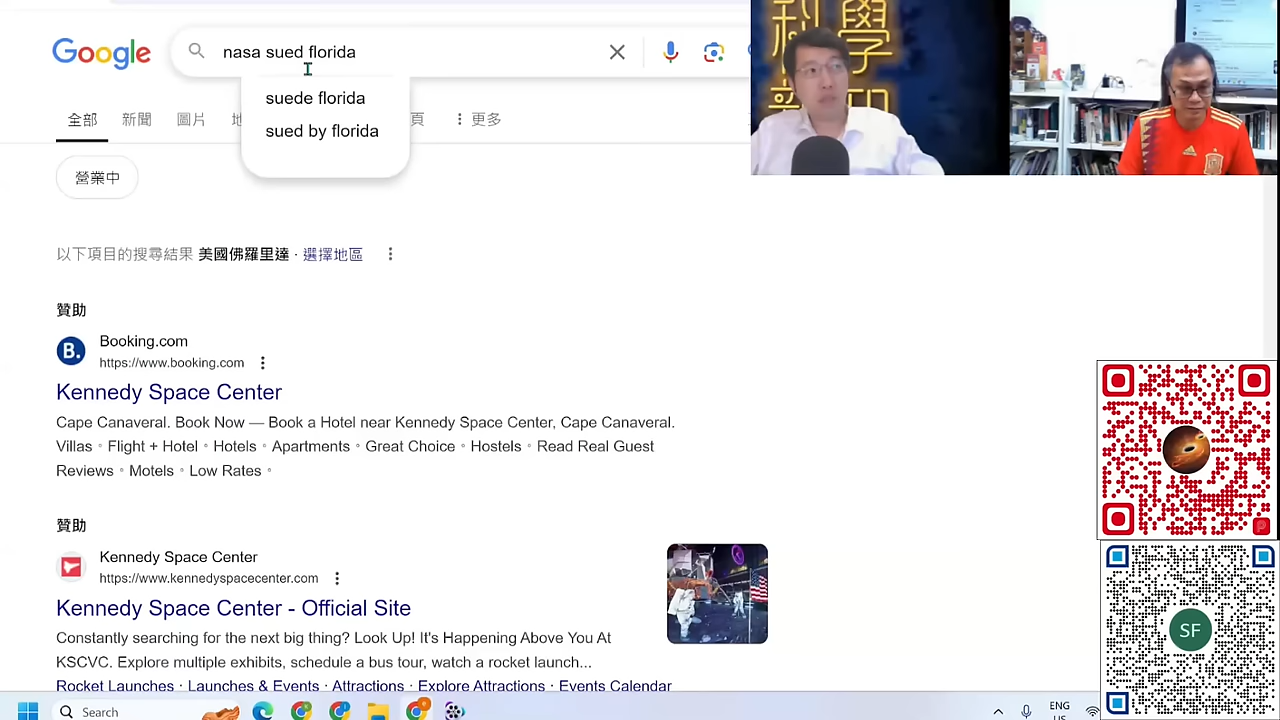 Google
nasa sued florida
suede florida
sued by florida
全部
新聞
圖片
地
頁
更多
營業中
以下項目的搜尋結果 美國佛羅里達 · 選擇地區
贊助
Booking.com
https://www.booking.com
Kennedy Space Center
Cape Canaveral. Book Now — Book a Hotel near Kennedy Space Center, Cape Canaveral.
Villas ◦ Flight + Hotel ◦ Hotels ◦ Apartments ◦ Great Choice ◦ Hostels ◦ Read Real Guest
Reviews ◦ Motels ◦ Low Rates ◦
贊助
Kennedy Space Center
https://www.kennedyspacecenter.com
Kennedy Space Center - Official Site
Constantly searching for the next big thing? Look Up! It's Happening Above You At
KSCVC. Explore multiple exhibits, schedule a bus tour, watch a rocket launch...
Rocket Launches · Launches & Events · Attractions · Explore Attractions · Events Calendar
科學
部
B.
SF
Search
ENG
US